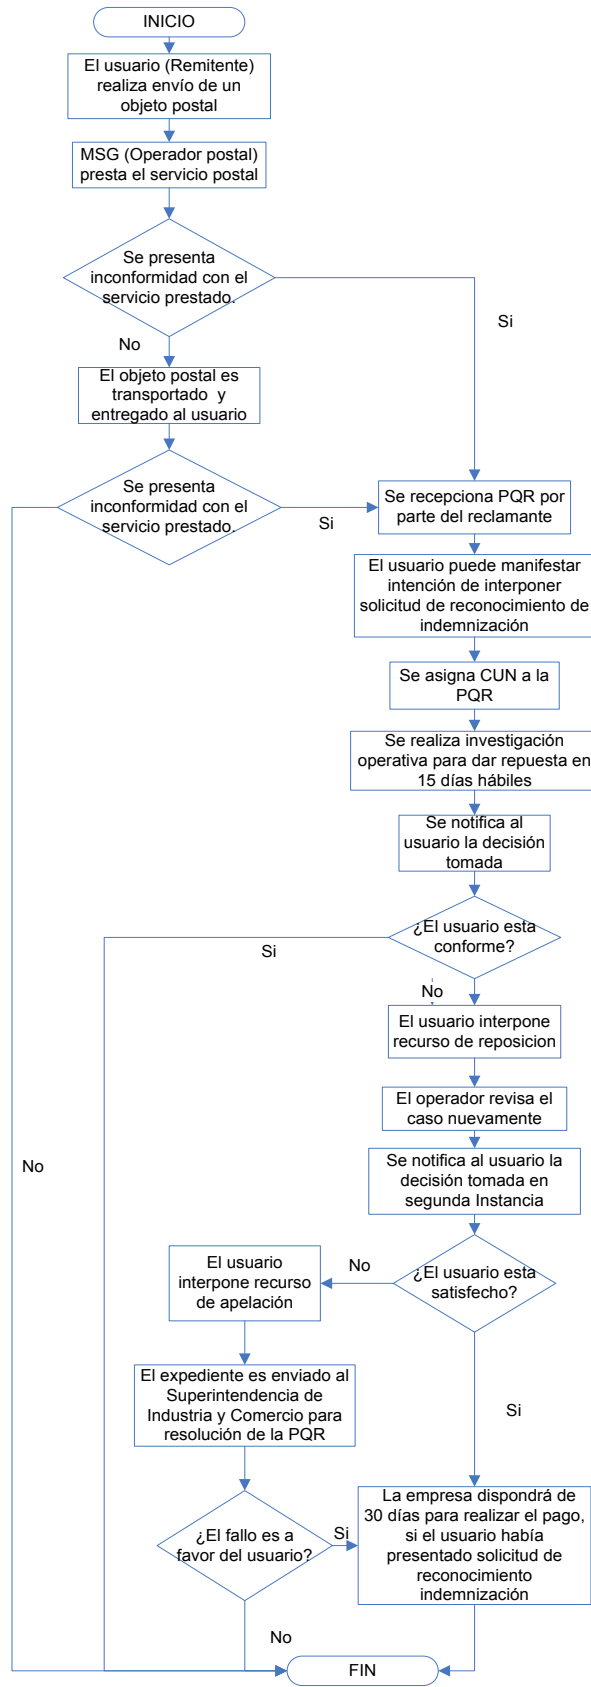 INICIO
El usuario (Remitente)
realiza envío de un
objeto postal
MSG (Operador postal)
presta el servicio postal
Se presenta
inconformidad con el
servicio prestado.
Si
No
El objeto postal es
transportado y
entregado al usuario
Se presenta
inconformidad con el
servicio prestado.
Si
Se recepciona PQR por
parte del reclamante
El usuario puede manifestar
intención de interponer
solicitud de reconocimiento de
indemnización
Se asigna CUN a la
PQR
Se realiza investigación
operativa para dar repuesta en
15 días hábiles
Se notifica al
usuario la decisión
tomada
¿El usuario esta
conforme?
Si
No
El usuario interpone
recurso de reposicion
El operador revisa el
caso nuevamente
Se notifica al usuario la
decisión tomada en
segunda Instancia
No
¿El usuario esta
satisfecho?
No
El usuario
interpone recurso
de apelación
El expediente es enviado al
Superintendencia de
Industria y Comercio para
resolución de la PQR
Si
¿El fallo es a
favor del usuario?
Si
La empresa dispondrá de
30 días para realizar el pago,
si el usuario había
presentado solicitud de
reconocimiento
indemnización
No
FIN